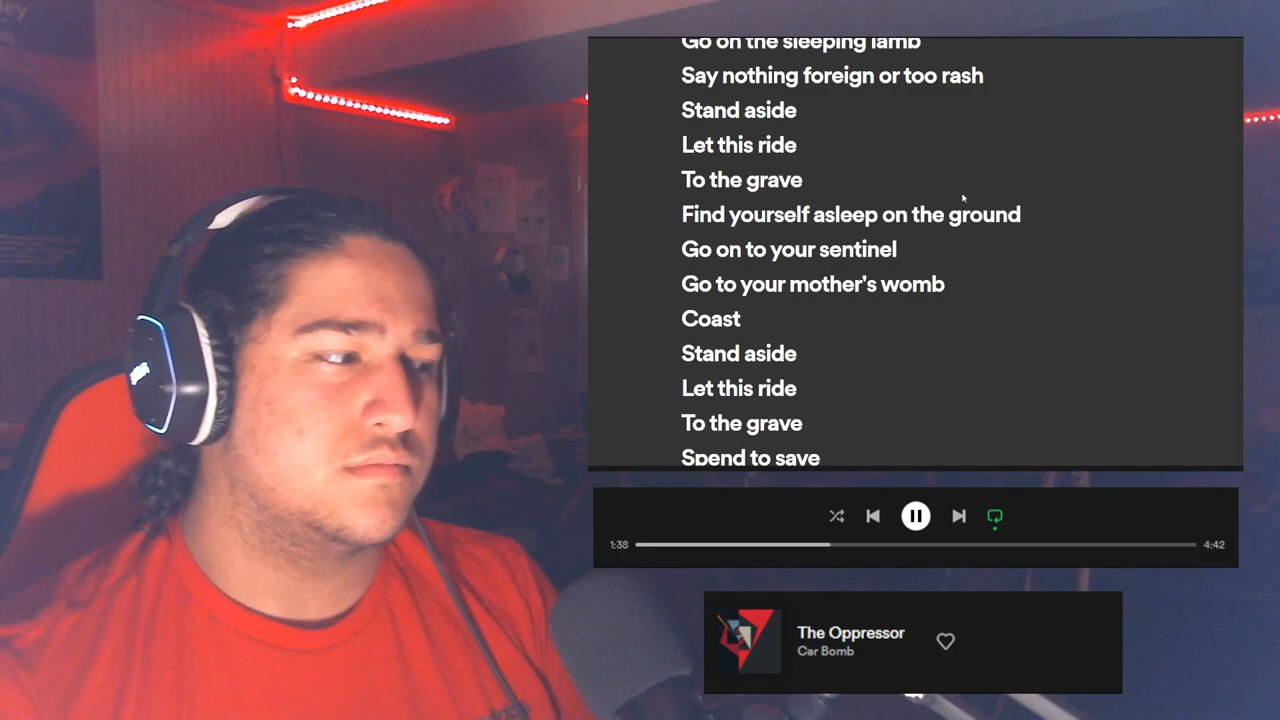 ley
Go on the sleeping lamb
Say nothing foreign or too rash
Stand aside
Let this ride
To the grave
Find yourself asleep on the ground
Go on to your sentinel
Go to your mother's womb
Coast
Stand aside
Let this ride
To the grave
Spend to save
1:38
4:42
The Oppressor
Car Bomb